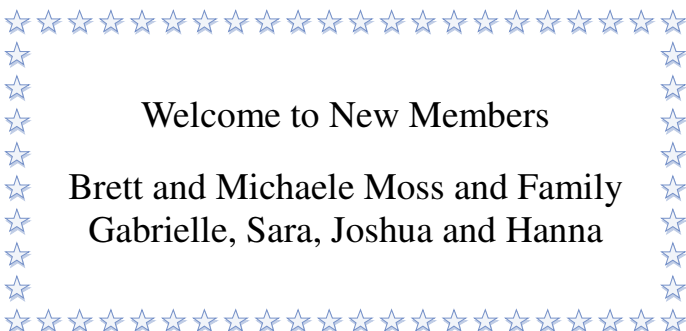 Welcome to New Members
Brett and Michaele Moss and Family
Gabrielle, Sara, Joshua and Hanna